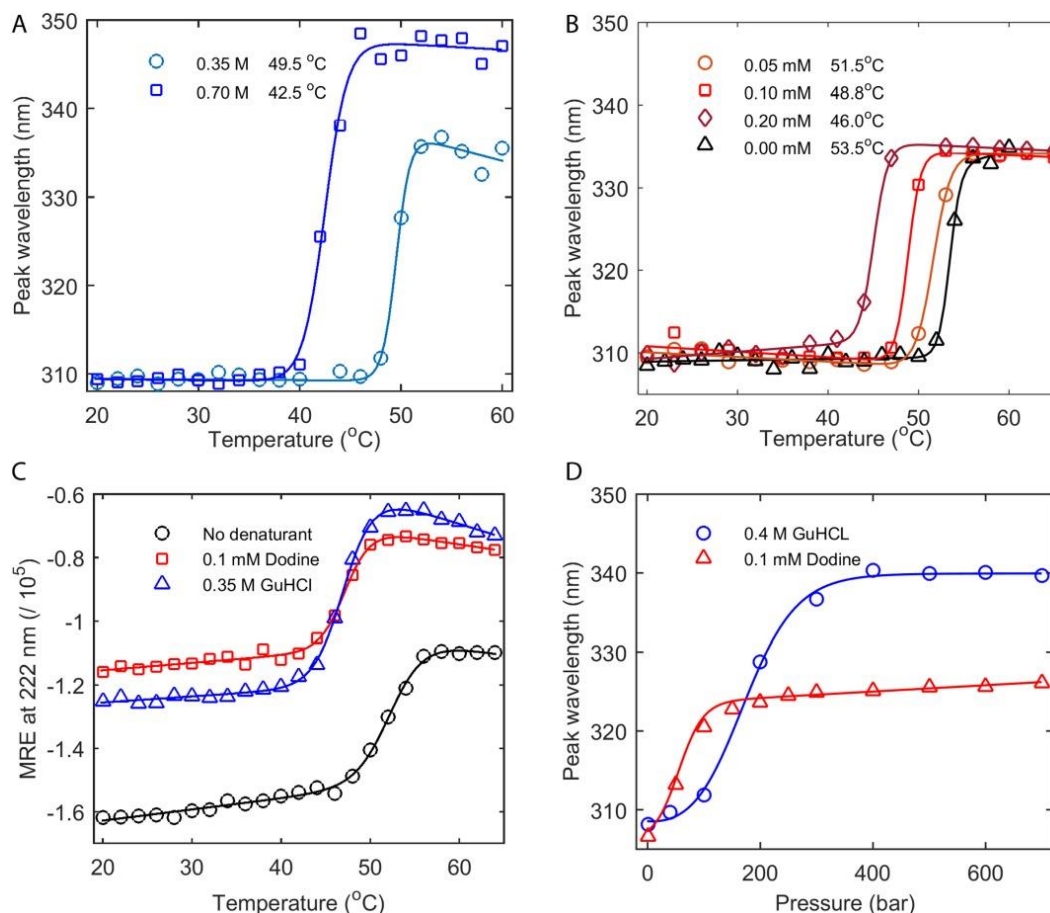 A
350
340
330
320
310
Peak wavelength (nm)
0.35 M 49.5 °C
0.70 M 42.5 °C
20 30 40 50 60
Temperature (°C)
B
350
340
330
320
310
Peak wavelength (nm)
0.05 mM 51.5°C
0.10 mM 48.8°C
0.20 mM 46.0°C
0.00 mM 53.5°C
20 30 40 50 60
Temperature (°C)
C
-0.6
-0.8
-1
-1.2
-1.4
-1.6
MRE at 222 nm (/ 10⁵)
No denaturant
0.1 mM Dodine
0.35 M GuHCl
20 30 40 50 60
Temperature (°C)
D
350
340
330
320
310
Peak wavelength (nm)
0.4 M GuHCL
0.1 mM Dodine
0 200 400 600
Pressure (bar)